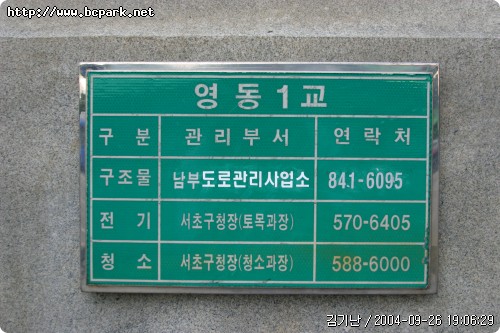 http://www.bcpark.net
영동1교
구 분 관리부서 연락처
구조물 남부도로관리사업소 841-6095
전 기 서초구청장(토목과장) 570-6405
청 소 서초구청장(청소과장) 588-6000
김기난 / 2004-09-26 19:06:29